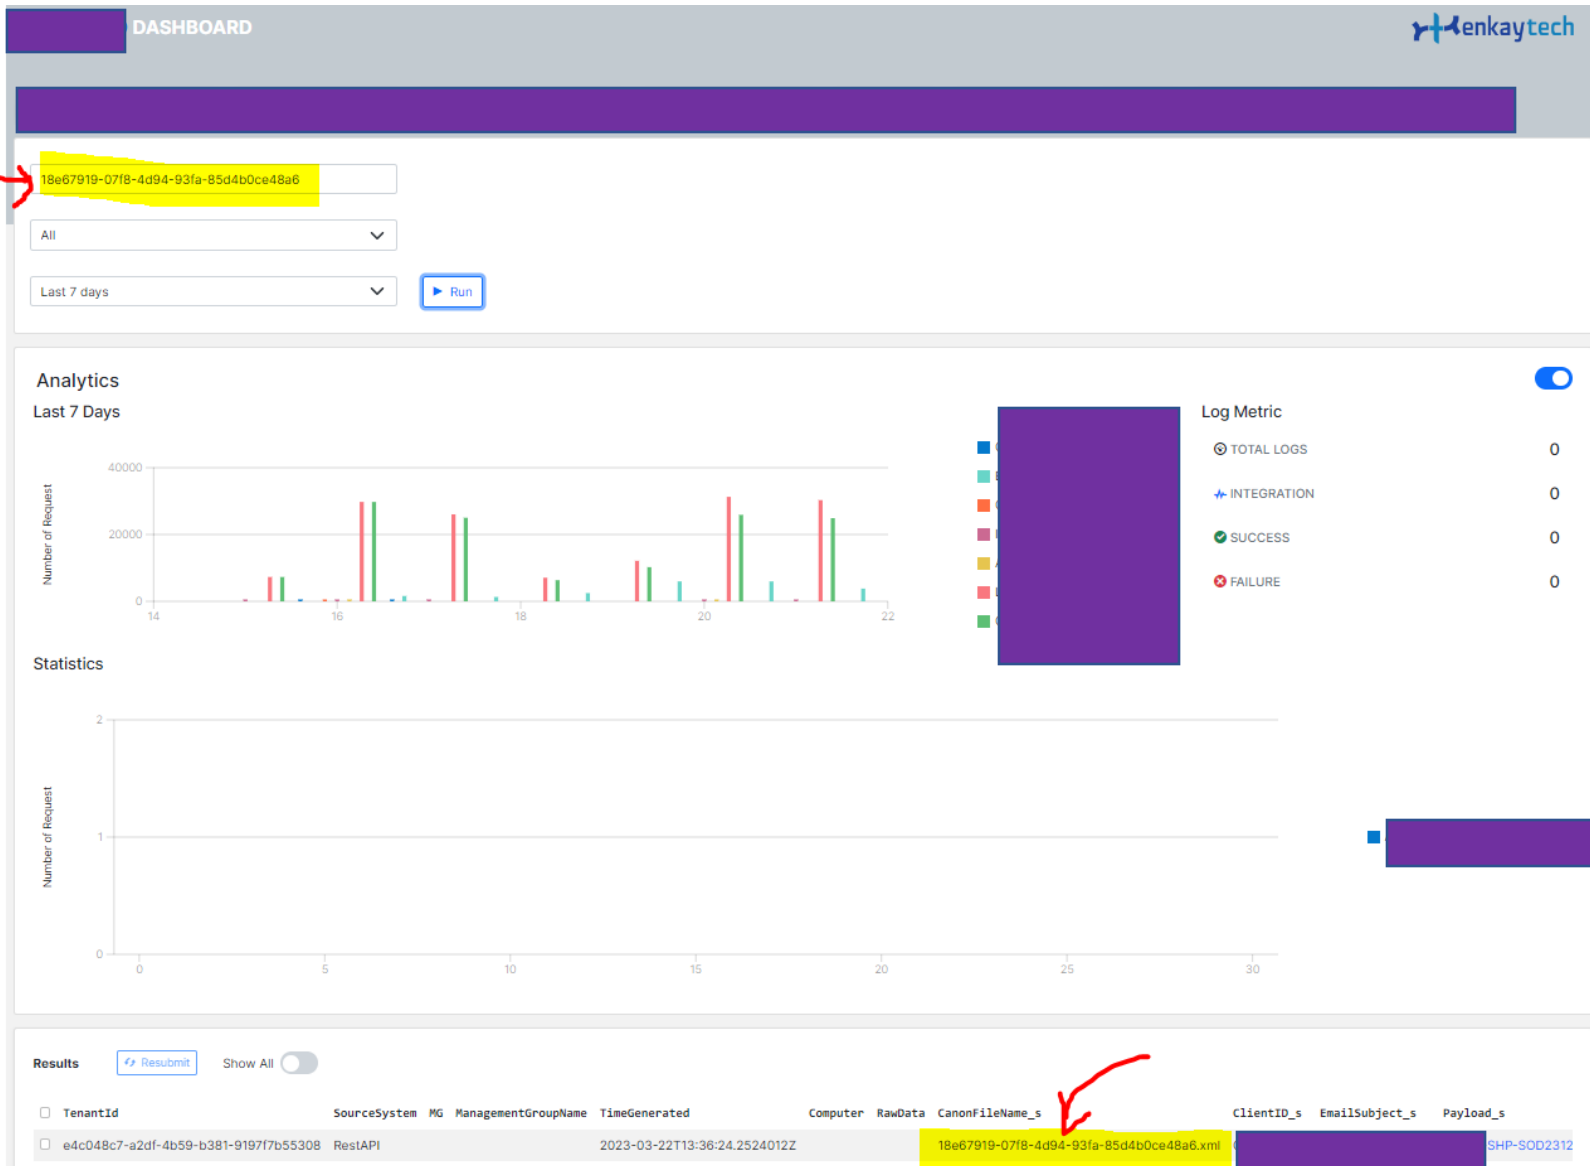 DASHBOARD
enkaytech
18e67919-07f8-4d94-93fa-85d4b0ce48a6
All
Last 7 days
Run
Analytics
Last 7 Days
Log Metric
TOTAL LOGS 0
INTEGRATION 0
SUCCESS 0
FAILURE 0
Number of Request
40000
20000
0
14 16 18 20 22
Statistics
Number of Request
2
1
0
0 5 10 15 20 25 30
Results Resubmit Show All
TenantId SourceSystem MG ManagementGroupName TimeGenerated Computer RawData CanonFileName_s ClientID_s EmailSubject_s Payload_s
e4c048c7-a2df-4b59-b381-9197f7b55308 RestAPI 2023-03-22T13:36:24.2524012Z 18e67919-07f8-4d94-93fa-85d4b0ce48a6.xml SHP-SOD2312